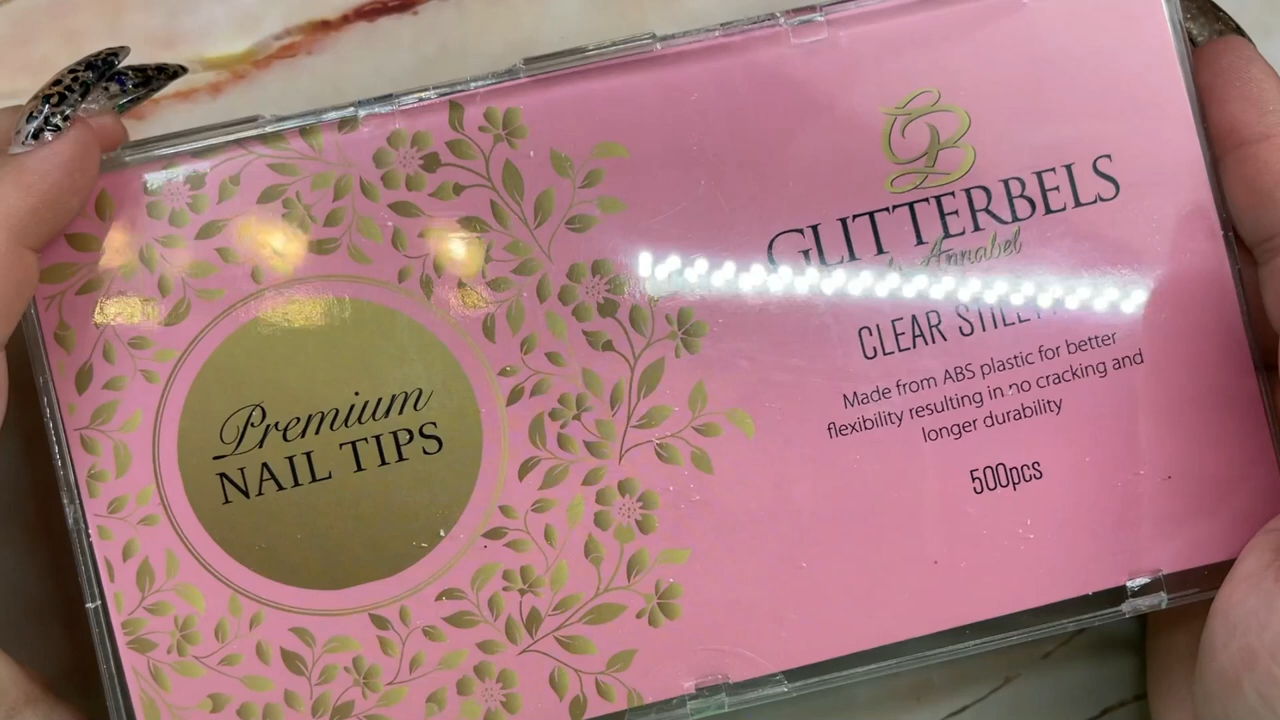 Premium
NAIL TIPS
GB
GLITTERBELS
Annabel
CLEAR
Made from ABS plastic for better
flexibility resulting in no cracking and
longer durability
500pcs